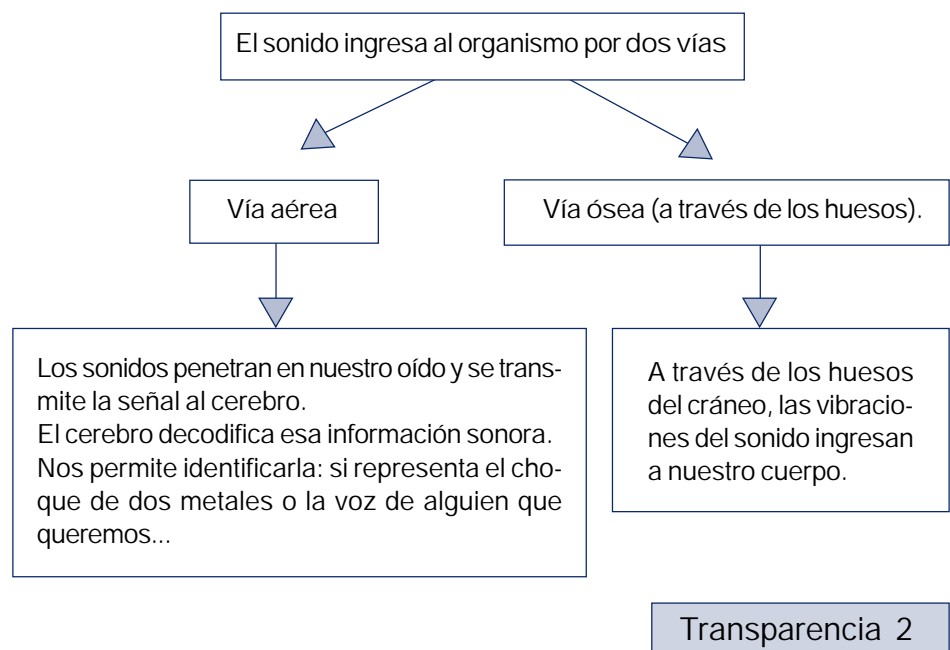 El sonido ingresa al organismo por dos vías
Vía aérea
Vía ósea (a través de los huesos).
Los sonidos penetran en nuestro oído y se trans-
mite la señal al cerebro.
El cerebro decodifica esa información sonora.
Nos permite identificarla: si representa el cho-
que de dos metales o la voz de alguien que
queremos...
A través de los huesos
del cráneo, las vibracio-
nes del sonido ingresan
a nuestro cuerpo.
Transparencia 2